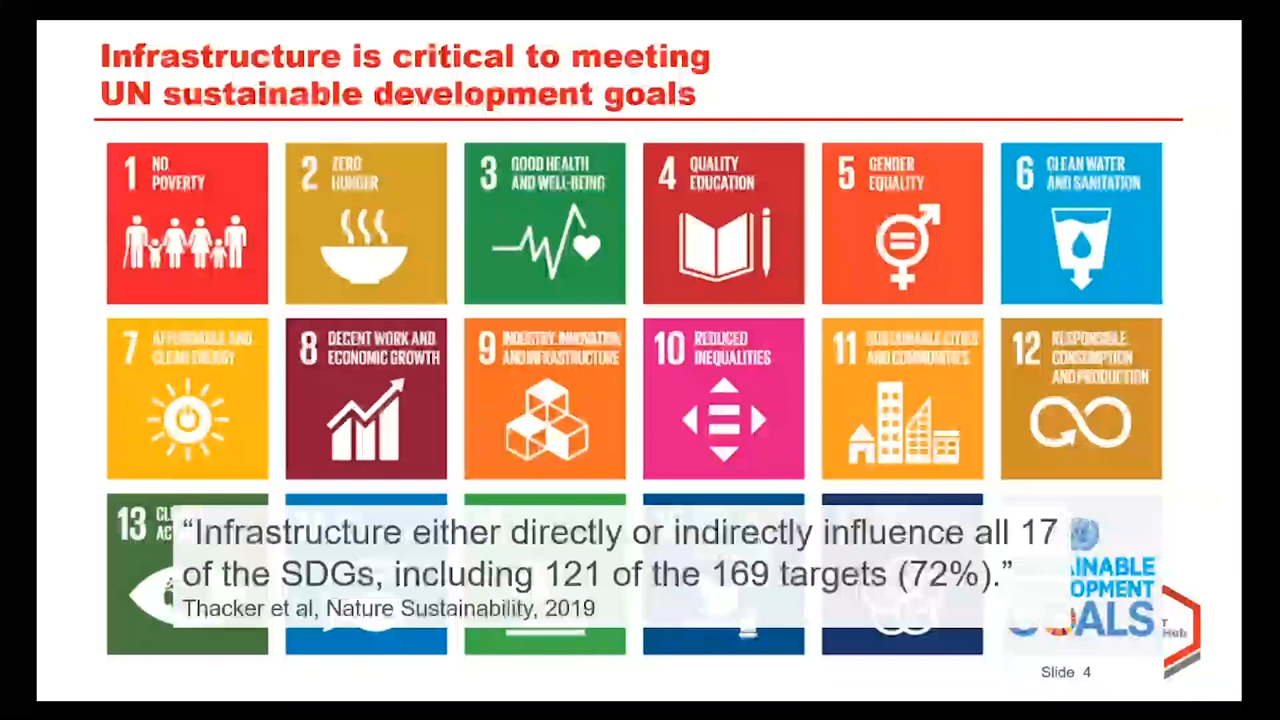 Infrastructure is critical to meeting
UN sustainable development goals
1 NO
POVERTY
2 ZERO
HUNGER
3 GOOD HEALTH
AND WELL-BEING
4 QUALITY
EDUCATION
5 GENDER
EQUALITY
6 CLEAN WATER
AND SANITATION
7 AFFORDABLE AND
CLEAN ENERGY
8 DECENT WORK AND
ECONOMIC GROWTH
9 INDUSTRY, INNOVATION
AND INFRASTRUCTURE
10 REDUCED
INEQUALITIES
11 SUSTAINABLE CITIES
AND COMMUNITIES
12 RESPONSIBLE
CONSUMPTION
AND PRODUCTION
13
“Infrastructure either directly or indirectly influence all 17
of the SDGs, including 121 of the 169 targets (72%).”
Thacker et al, Nature Sustainability, 2019
AINABLE
OPMENT
GOALS
T
Hub
Slide 4